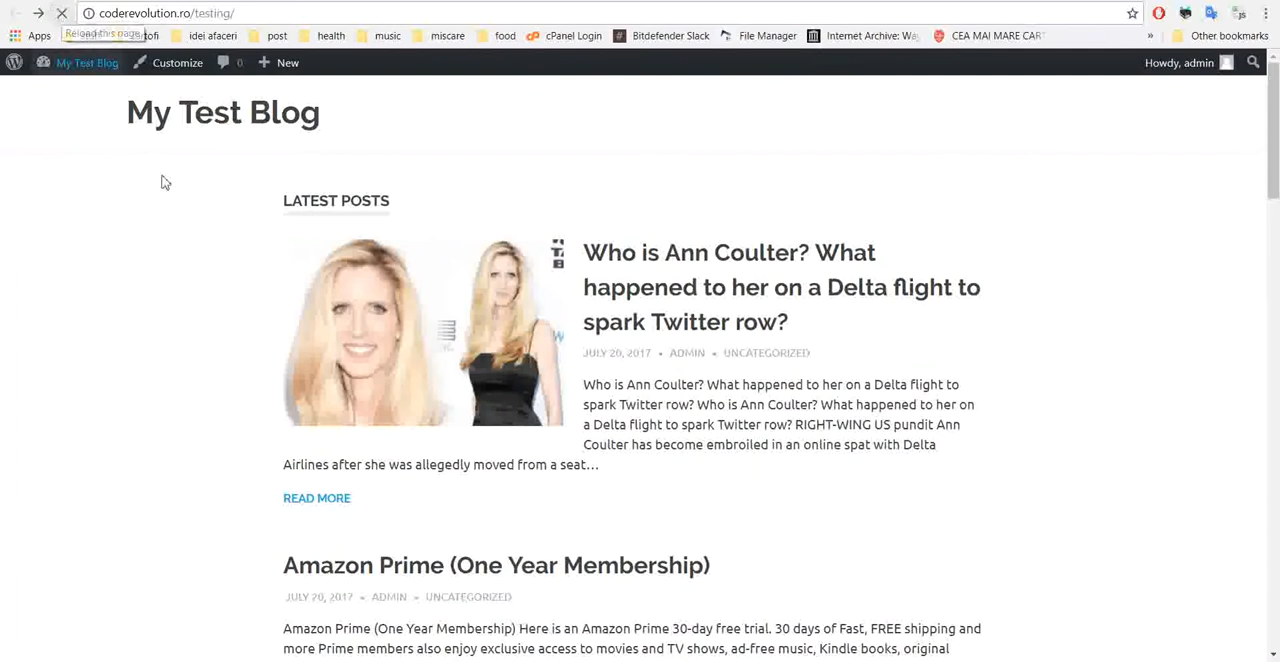 coderevolution.ro/testing/
Apps
Reload this page
idei afaceri
post
health
music
miscare
food
cPanel Login
Bitdefender Slack
File Manager
Internet Archive: Wa
CEA MAI MARE CART
»
Other bookmarks
My Test Blog
Customize
0
New
Howdy, admin
My Test Blog
LATEST POSTS
Who is Ann Coulter? What
happened to her on a Delta flight to
spark Twitter row?
JULY 20, 2017 • ADMIN • UNCATEGORIZED
Who is Ann Coulter? What happened to her on a Delta flight to
spark Twitter row? Who is Ann Coulter? What happened to her on
a Delta flight to spark Twitter row? RIGHT-WING US pundit Ann
Coulter has become embroiled in an online spat with Delta
Airlines after she was allegedly moved from a seat…
READ MORE
Amazon Prime (One Year Membership)
JULY 20, 2017 • ADMIN • UNCATEGORIZED
Amazon Prime (One Year Membership) Here is an Amazon Prime 30-day free trial. 30 days of Fast, FREE shipping and
more Prime members also enjoy exclusive access to movies and TV shows, ad-free music, Kindle books, original